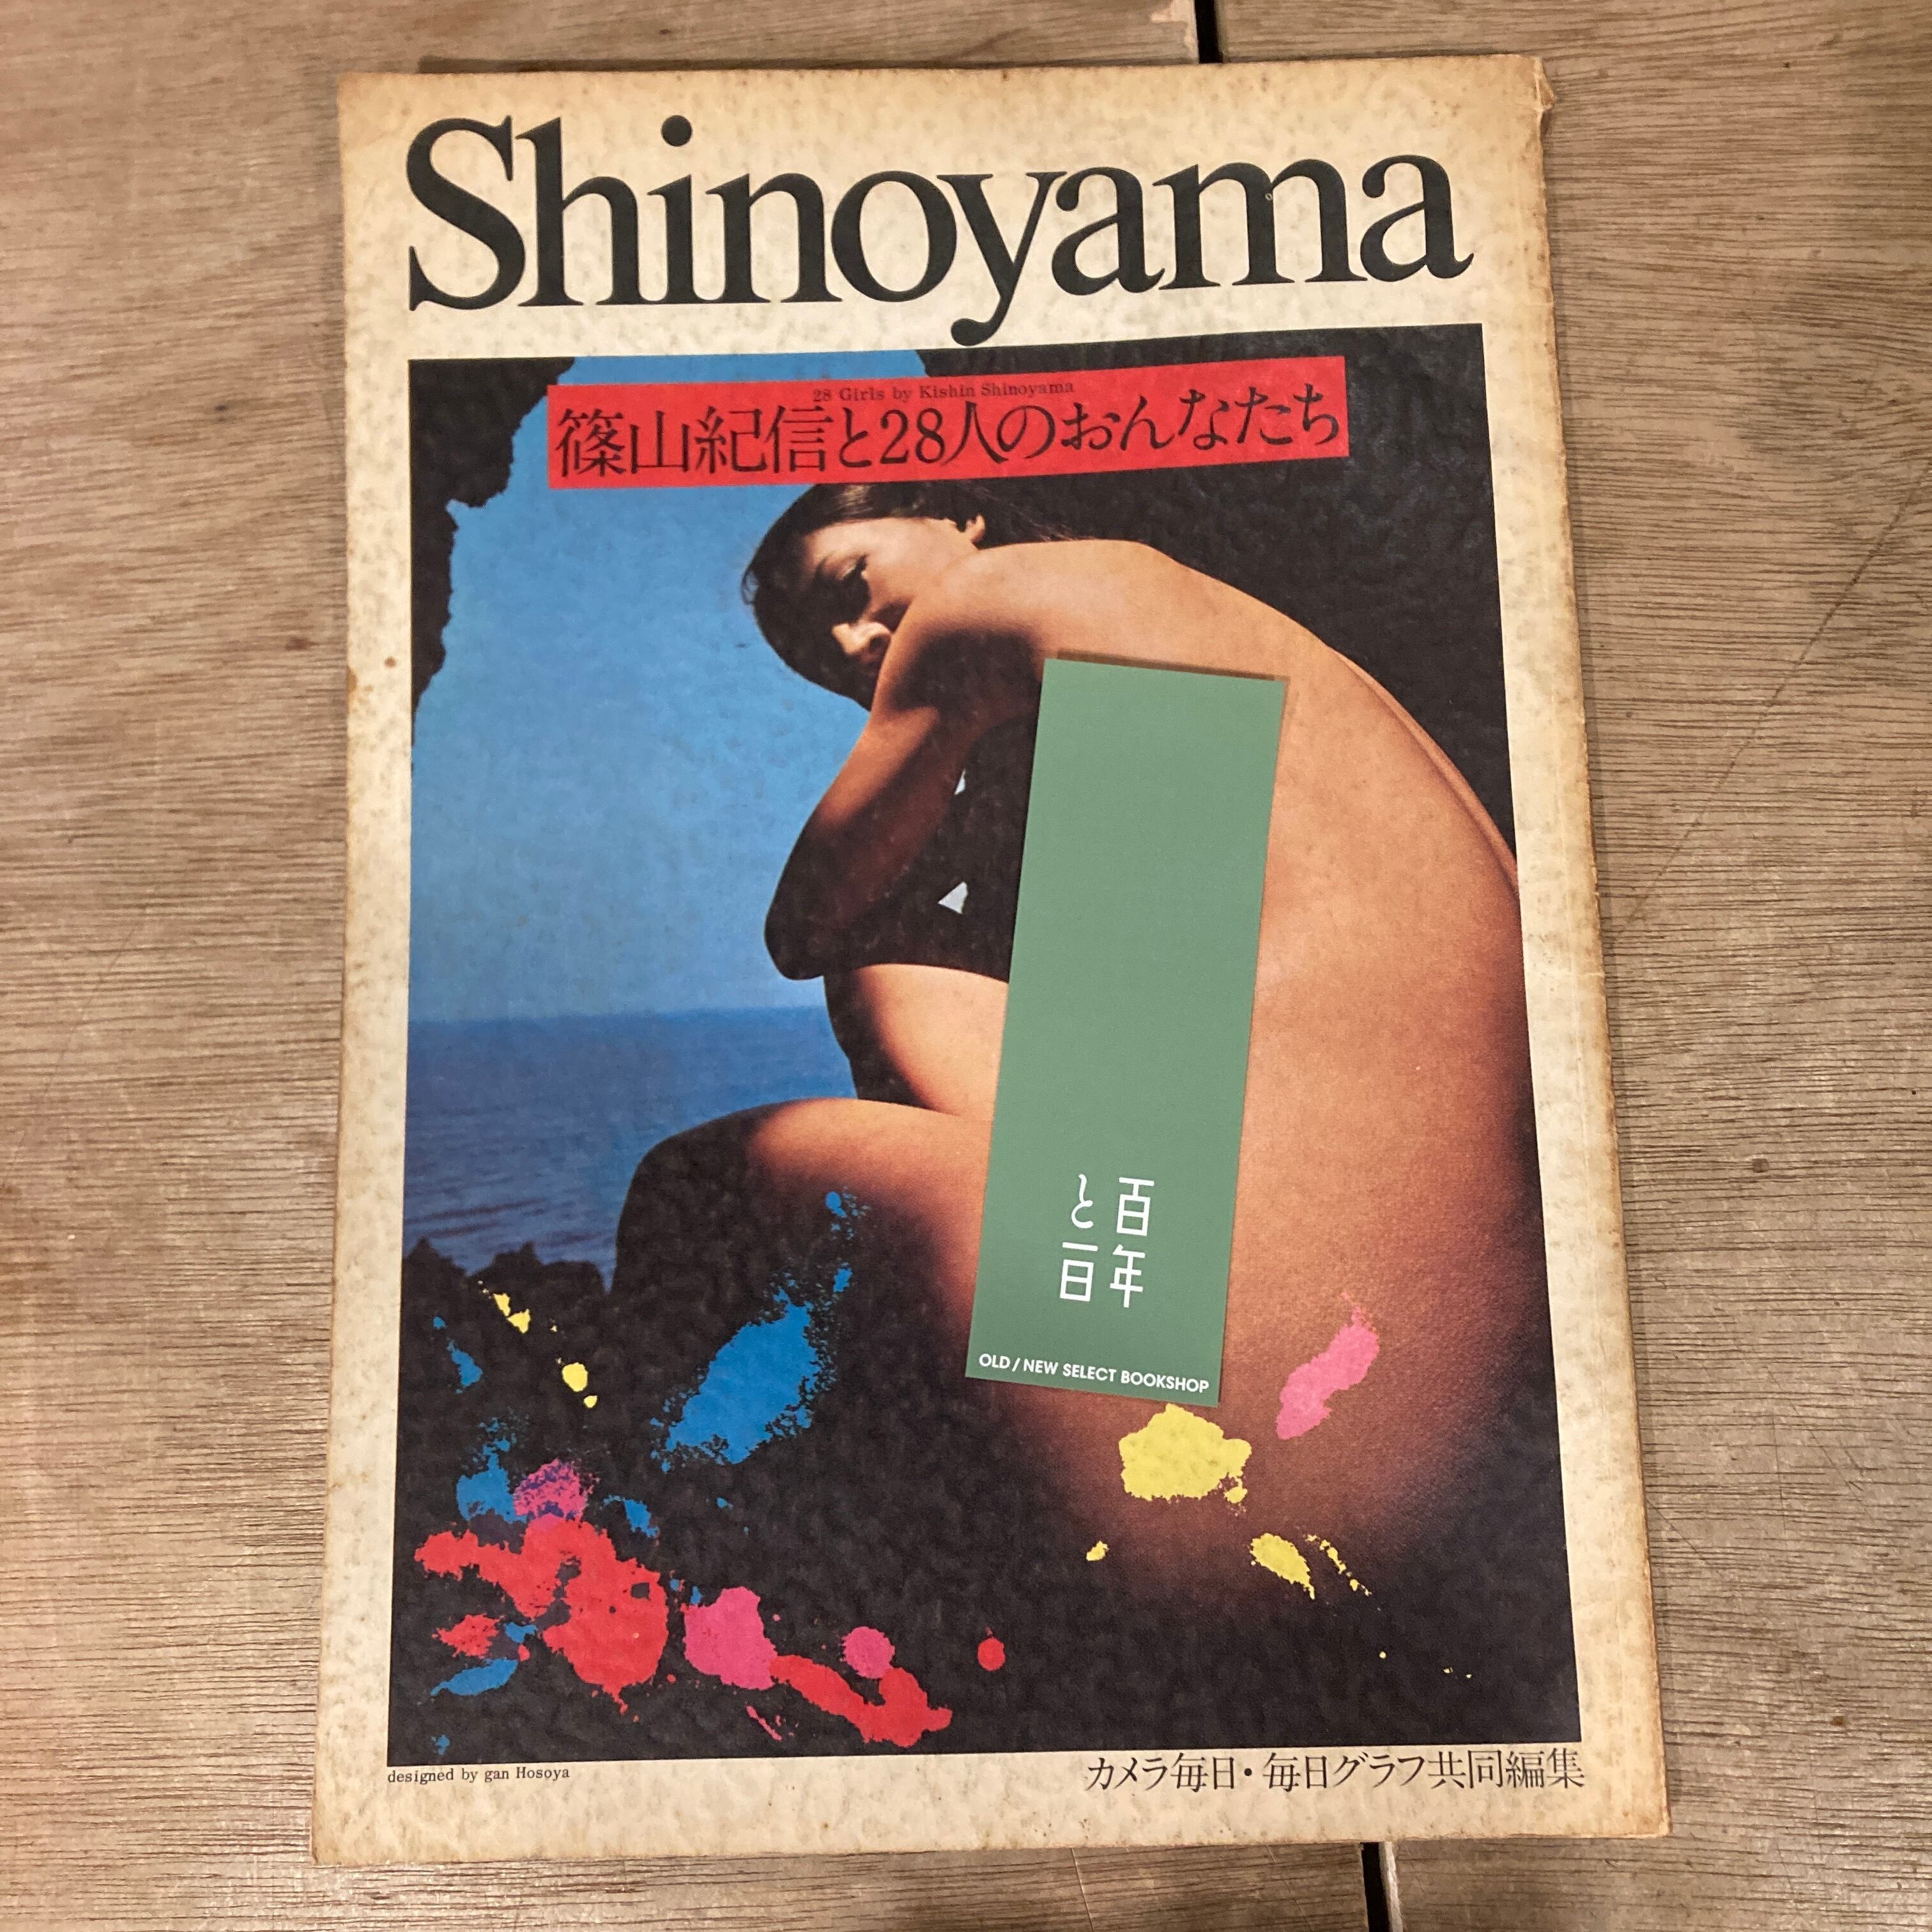 Shinoyama
28 Girls by Kishin Shinoyama
篠山紀信と28人のおんなたち
百年
と一日
OLD / NEW SELECT BOOKSHOP
designed by gan Hosoya
カメラ毎日・毎日グラフ共同編集